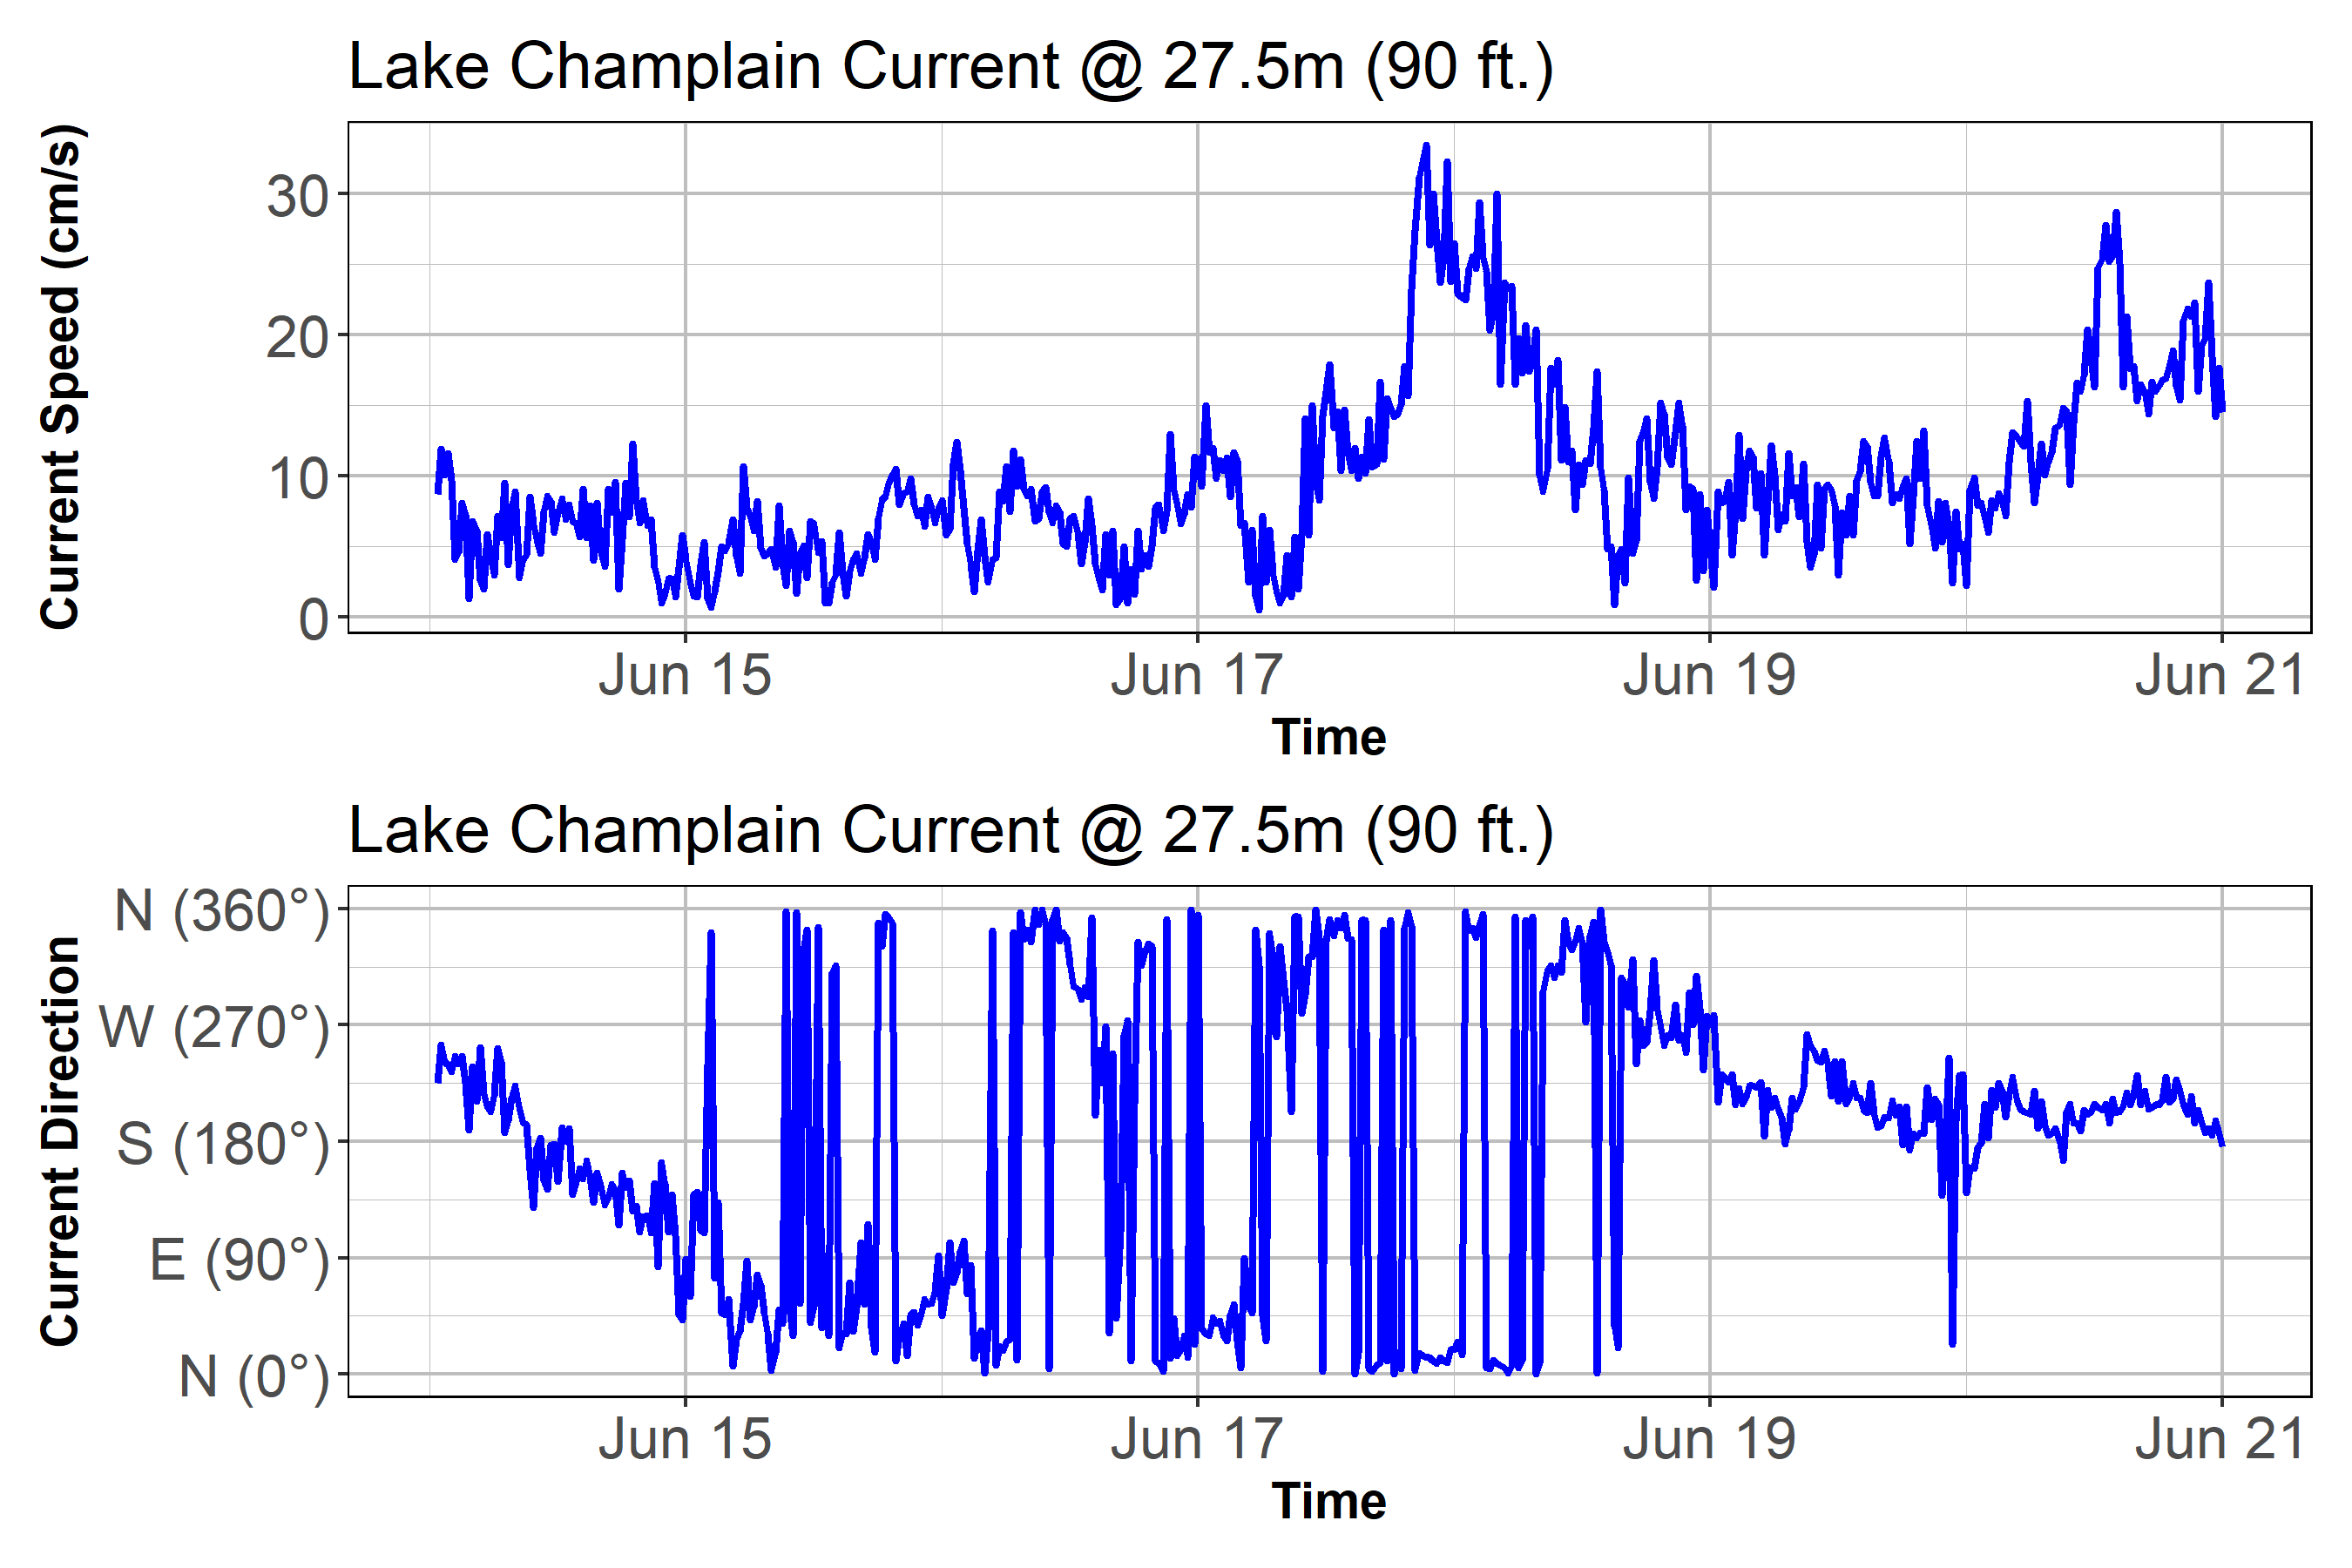 Lake Champlain Current @ 27.5m (90 ft.)
Current Speed (cm/s)
30
20
10
0
Jun 15 Jun 17 Jun 19 Jun 21
Time
Lake Champlain Current @ 27.5m (90 ft.)
Current Direction
N (360°)
W (270°)
S (180°)
E (90°)
N (0°)
Jun 15 Jun 17 Jun 19 Jun 21
Time